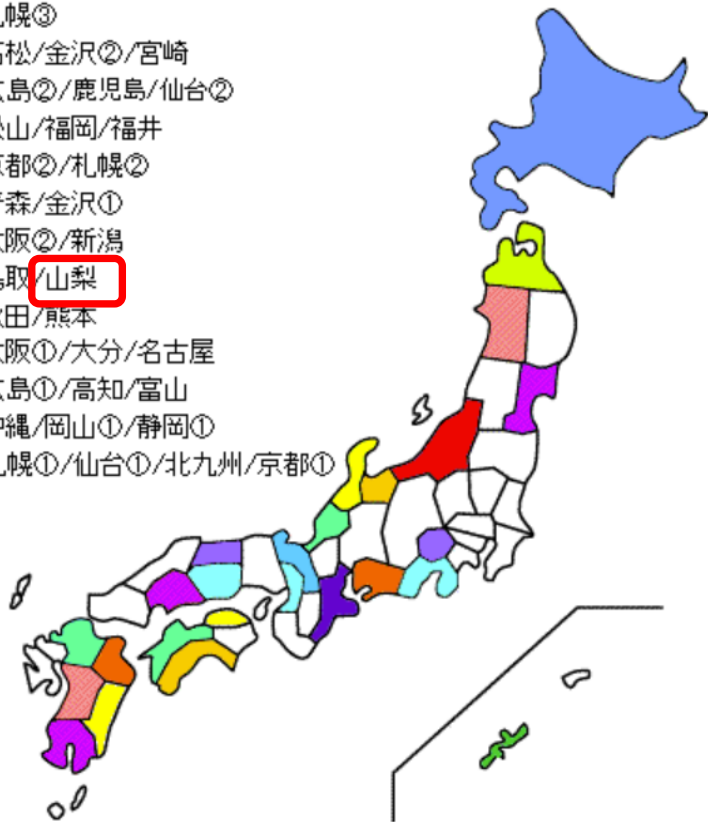 幌③
松/金沢②/宮崎
島②/鹿児島/仙台②
山/福岡/福井
都②/札幌②
森/金沢①
阪②/新潟
取/山梨
田/熊本
阪①/大分/名古屋
島①/高知/富山
縄/岡山①/静岡①
幌①/仙台①/北九州/京都①